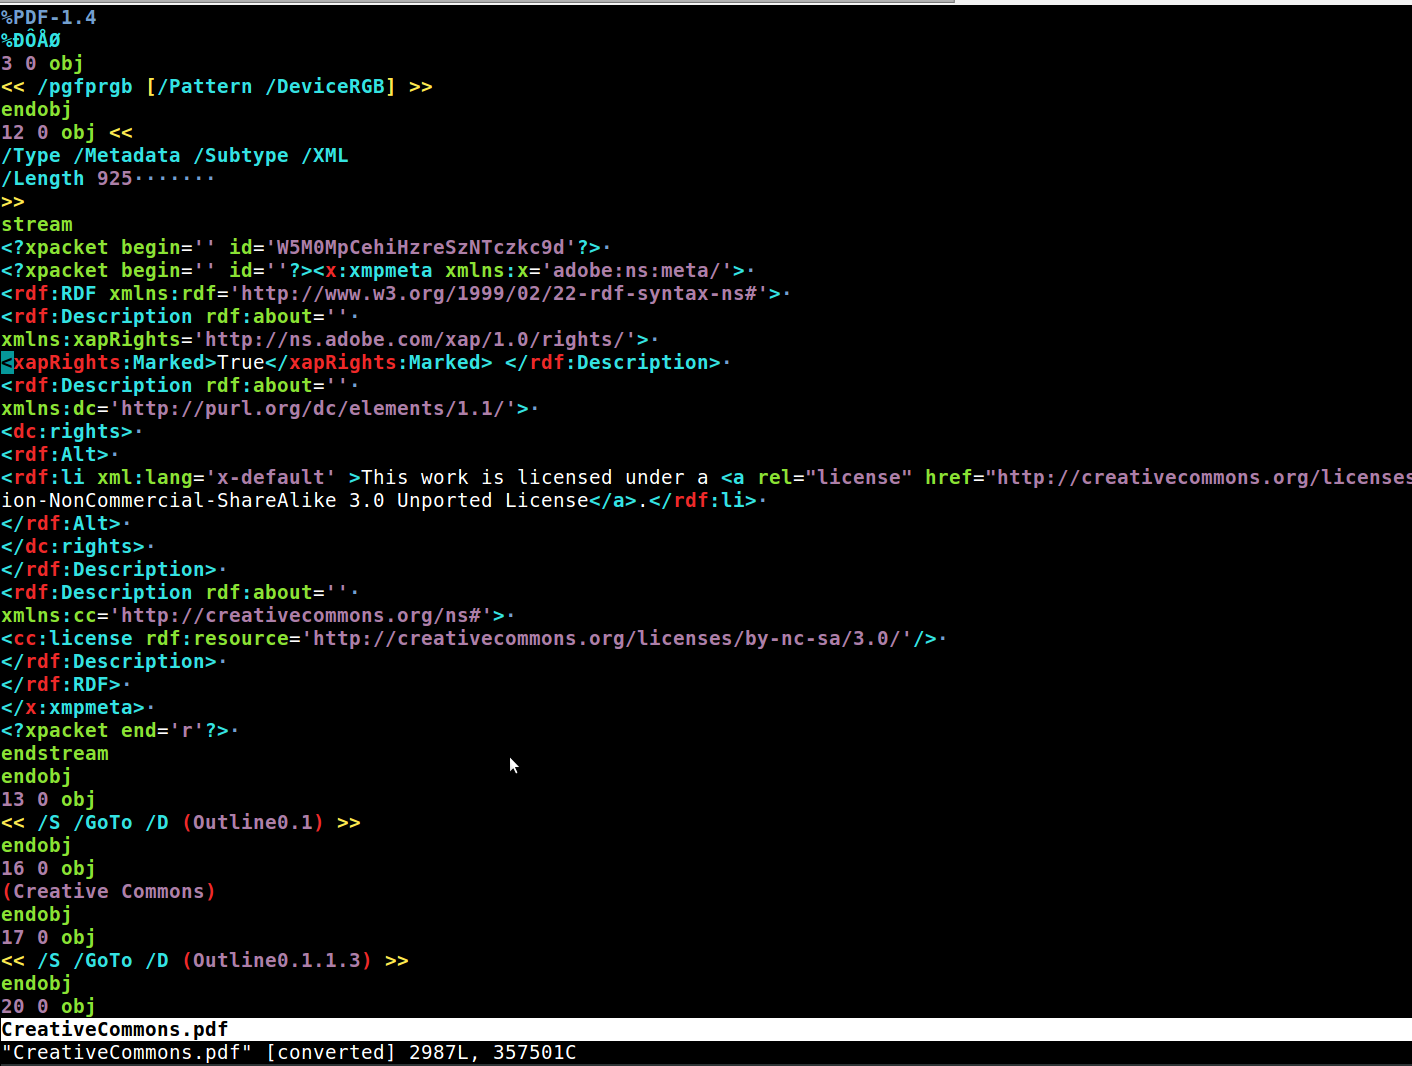 %PDF-1.4
%ÐÔÅØ
3 0 obj
<< /pgfprgb [/Pattern /DeviceRGB] >>
endobj
12 0 obj <<
/Type /Metadata /Subtype /XML
/Length 925·······
>>
stream
<?xpacket begin='' id='W5M0MpCehiHzreSzNTczkc9d'?>·
<?xpacket begin='' id=''?><x:xmpmeta xmlns:x='adobe:ns:meta/'>·
<rdf:RDF xmlns:rdf='http://www.w3.org/1999/02/22-rdf-syntax-ns#'>·
<rdf:Description rdf:about=''·
xmlns:xapRights='http://ns.adobe.com/xap/1.0/rights/'>·
<xapRights:Marked>True</xapRights:Marked> </rdf:Description>·
<rdf:Description rdf:about=''·
xmlns:dc='http://purl.org/dc/elements/1.1/'>·
<dc:rights>·
<rdf:Alt>·
<rdf:li xml:lang='x-default' >This work is licensed under a <a rel="license" href="http://creativecommons.org/licenses
ion-NonCommercial-ShareAlike 3.0 Unported License</a>.</rdf:li>·
</rdf:Alt>·
</dc:rights>·
</rdf:Description>·
<rdf:Description rdf:about=''·
xmlns:cc='http://creativecommons.org/ns#'>·
<cc:license rdf:resource='http://creativecommons.org/licenses/by-nc-sa/3.0/'/>·
</rdf:Description>·
</rdf:RDF>·
</x:xmpmeta>·
<?xpacket end='r'?>·
endstream
endobj
13 0 obj
<< /S /GoTo /D (Outline0.1) >>
endobj
16 0 obj
(Creative Commons)
endobj
17 0 obj
<< /S /GoTo /D (Outline0.1.1.3) >>
endobj
20 0 obj
CreativeCommons.pdf
"CreativeCommons.pdf" [converted] 2987L, 357501C